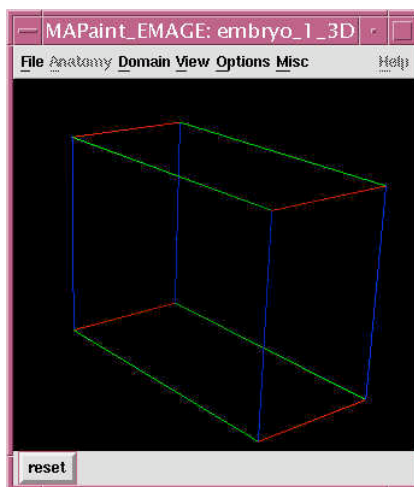 MAPaint_EMAGE: embryo_1_3D
File Anatomy Domain View Options Misc Help
reset